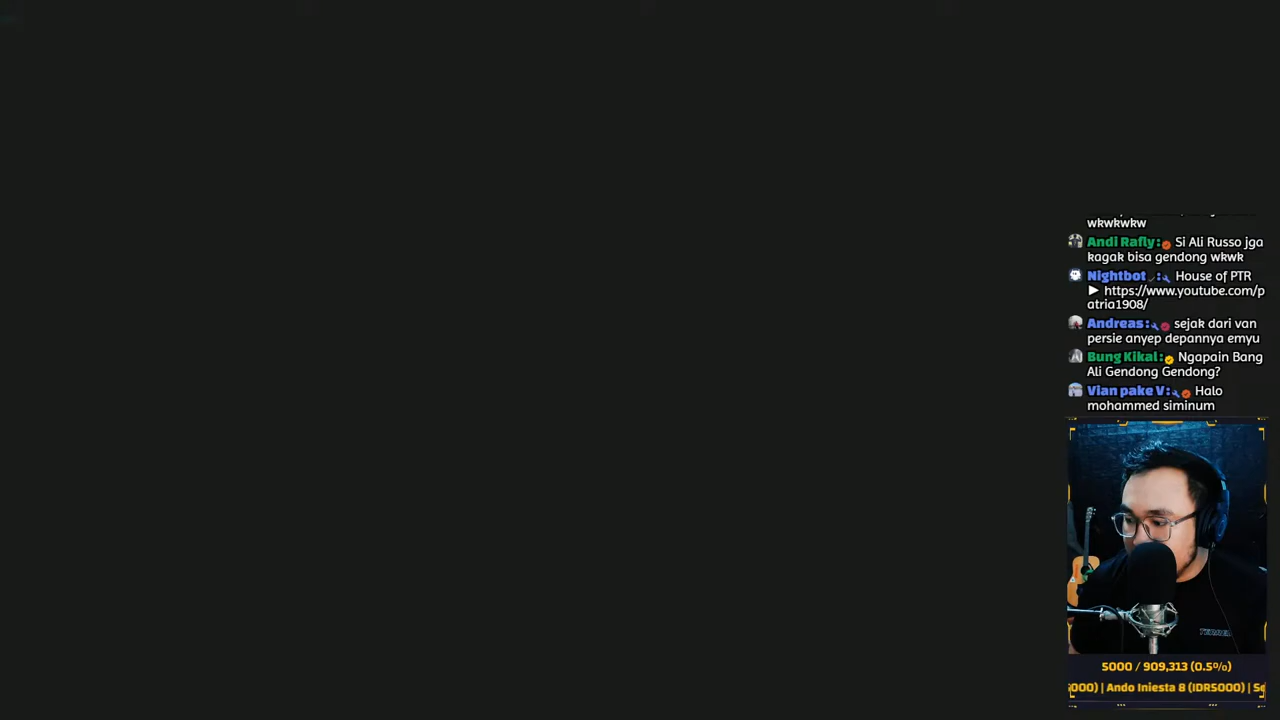 wkwkwkw
Andi Rafly: Si Ali Russo jga
kagak bisa gendong wkwk
Nightbot : House of PTR
► https://www.youtube.com/p
atria1908/
Andreas: sejak dari van
persie anyep depannya emyu
Bung Kikal: Ngapain Bang
Ali Gendong Gendong?
Vian pake V: Halo
mohammed siminum
5000 / 909,313 (0.5%)
000) | Ando Iniesta 8 (IDR5000) |